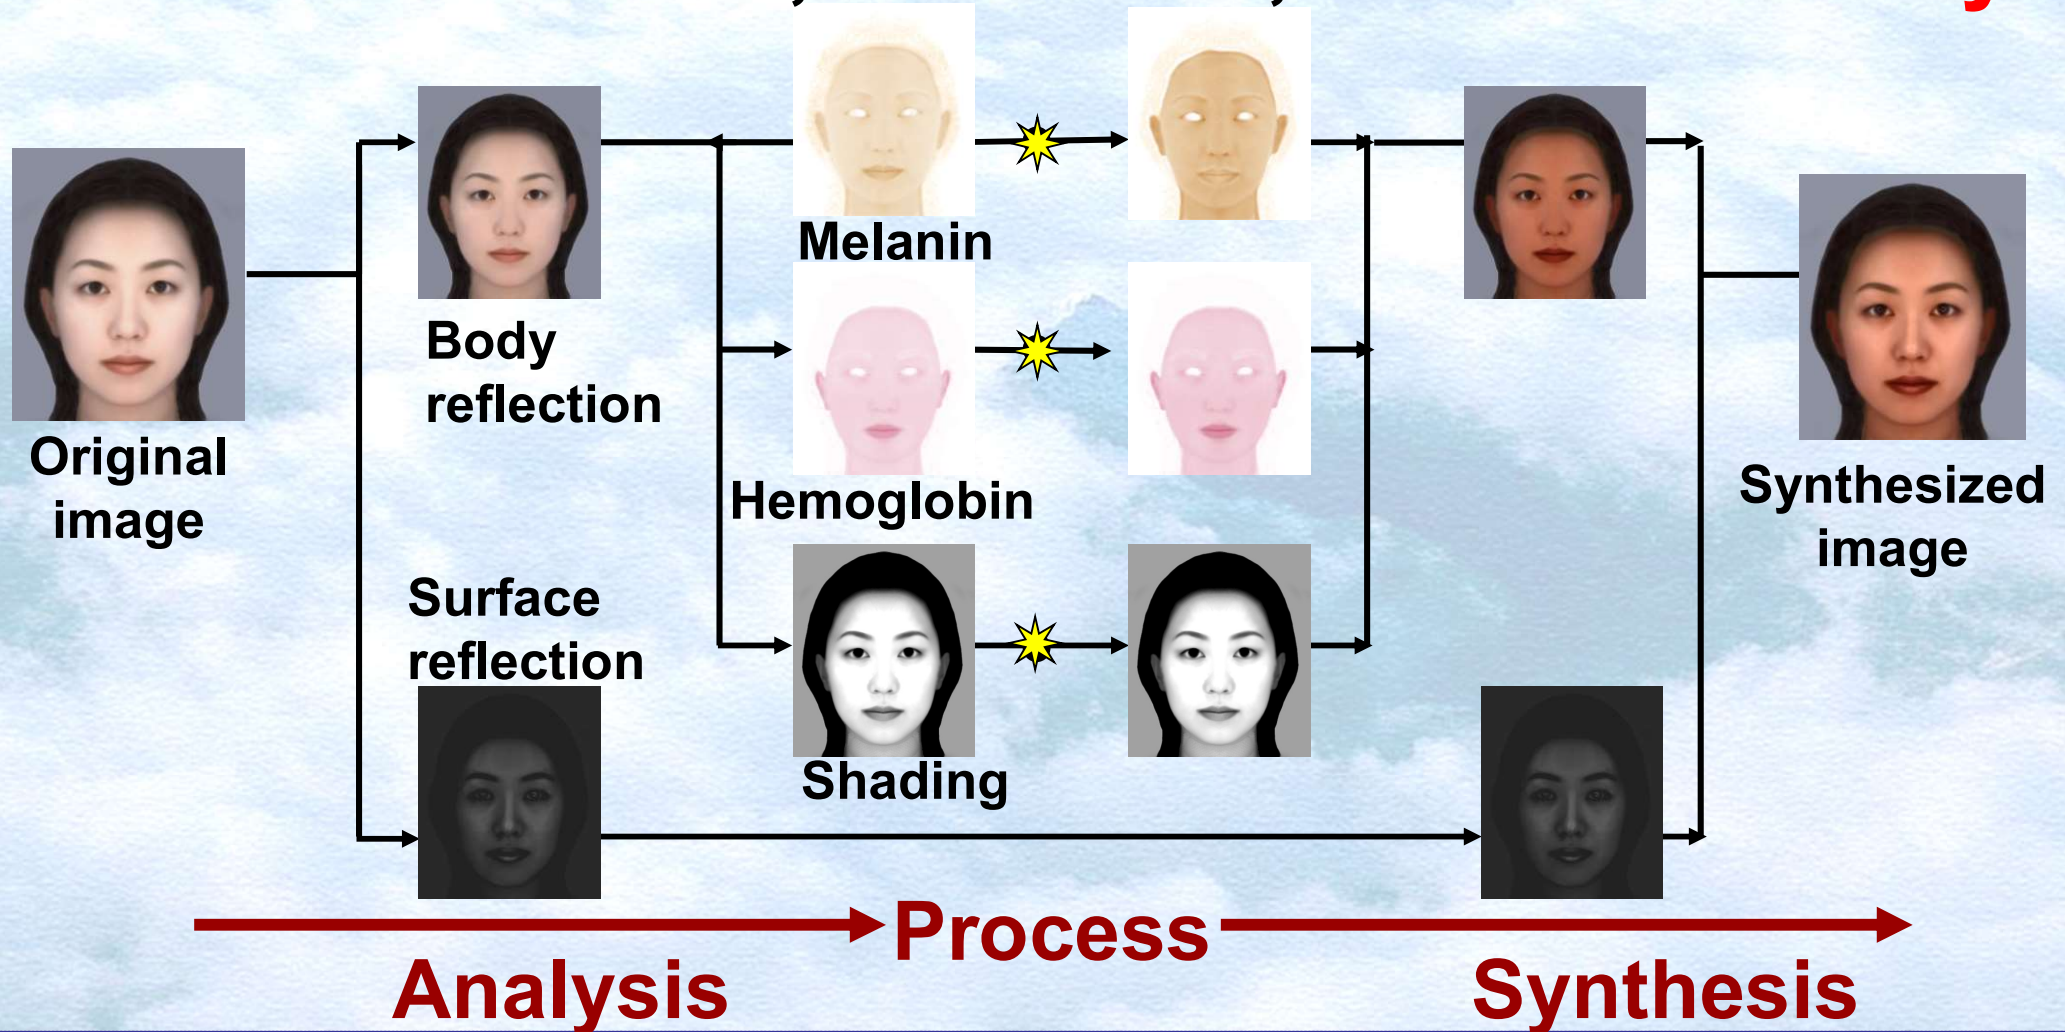 Original
image
Body
reflection
Surface
reflection
Melanin
Hemoglobin
Shading
Synthesized
image
Process
Analysis
Synthesis